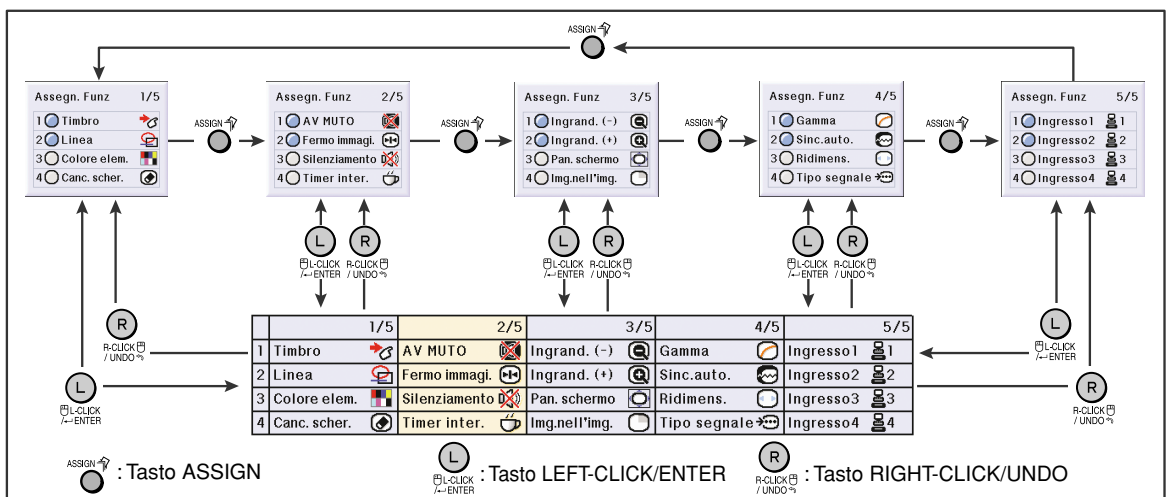 ASSIGN
Assegn. Funz 1/5
1 Timbro
2 Linea
3 Colore elem.
4 Canc. scher.
ASSIGN
Assegn. Funz 2/5
1 AV MUTO
2 Fermo immagi.
3 Silenziamento
4 Timer inter.
ASSIGN
Assegn. Funz 3/5
1 Ingrand. (-)
2 Ingrand. (+)
3 Pan. schermo
4 Img.nell'img.
ASSIGN
Assegn. Funz 4/5
1 Gamma
2 Sinc.auto.
3 Ridimens.
4 Tipo segnale
ASSIGN
Assegn. Funz 5/5
1 Ingresso1 1
2 Ingresso2 2
3 Ingresso3 3
4 Ingresso4 4
L
L-CLICK
/ ENTER
R
R-CLICK
/ UNDO
L
L-CLICK
/ ENTER
R
R-CLICK
/ UNDO
L
L-CLICK
/ ENTER
R
R-CLICK
/ UNDO
R
R-CLICK
/ UNDO
L
L-CLICK
/ ENTER
L
L-CLICK
/ ENTER
R
R-CLICK
/ UNDO
1/5 2/5 3/5 4/5 5/5
1 Timbro AV MUTO Ingrand. (-) Gamma Ingresso1 1
2 Linea Fermo immagi. Ingrand. (+) Sinc.auto. Ingresso2 2
3 Colore elem. Silenziamento Pan. schermo Ridimens. Ingresso3 3
4 Canc. scher. Timer inter. Img.nell'img. Tipo segnale Ingresso4 4
ASSIGN : Tasto ASSIGN
L
L-CLICK
/ ENTER
: Tasto LEFT-CLICK/ENTER
R
R-CLICK
/ UNDO
: Tasto RIGHT-CLICK/UNDO